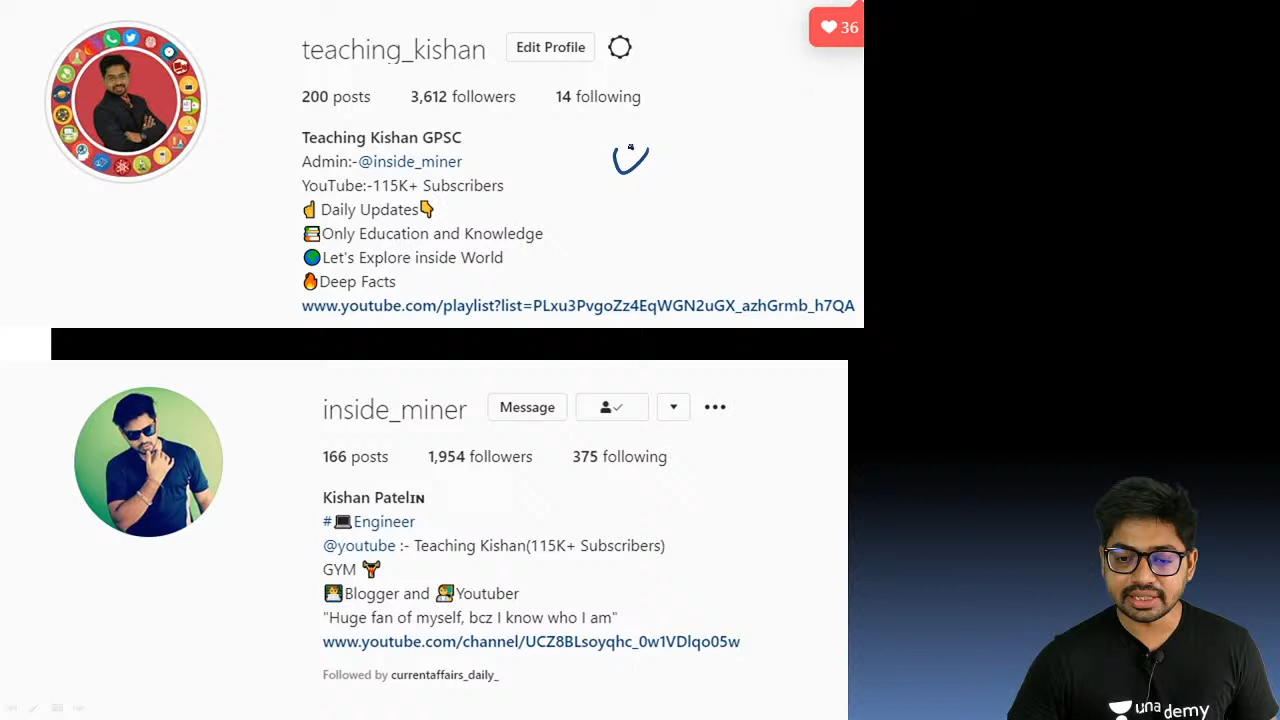 teaching_kishan Edit Profile
36
200 posts 3,612 followers 14 following
Teaching Kishan GPSC
Admin:-@inside_miner
YouTube:-115K+ Subscribers
☝Daily Updates👇
📚Only Education and Knowledge
🌍Let's Explore inside World
🔥Deep Facts
www.youtube.com/playlist?list=PLxu3PvgoZz4EqWGN2uGX_azhGrmb_h7QA
inside_miner Message
166 posts 1,954 followers 375 following
Kishan Patelɪɴ
#💻Engineer
@youtube :- Teaching Kishan(115K+ Subscribers)
GYM 🏋
👨‍💻Blogger and 👨‍🏫Youtuber
"Huge fan of myself, bcz I know who I am"
www.youtube.com/channel/UCZ8BLsoyqhc_0w1VDlqo05w
Followed by currentaffairs_daily_
una demy